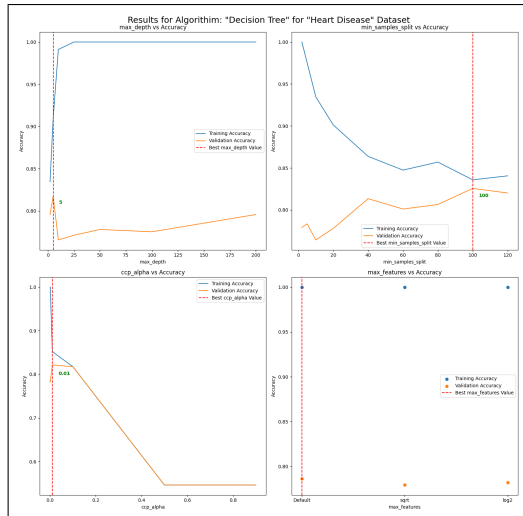 Results for Algorithim: "Decision Tree" for "Heart Disease" Dataset
max_depth vs Accuracy
1.00
0.95
0.90
0.85
0.80
Accuracy
Training Accuracy
Validation Accuracy
Best max_depth Value
5
0 25 50 75 100 125 150 175 200
max_depth
min_samples_split vs Accuracy
1.00
0.95
0.90
0.85
0.80
Accuracy
100
Training Accuracy
Validation Accuracy
Best min_samples_split Value
0 20 40 60 80 100 120
min_samples_split
ccp_alpha vs Accuracy
Training Accuracy
Validation Accuracy
Best ccp_alpha Value
1.0
0.9
0.8
0.7
0.6
Accuracy
0.01
0.0 0.2 0.4 0.6 0.8
ccp_alpha
max_features vs Accuracy
1.00
0.95
0.90
0.85
0.80
Accuracy
Training Accuracy
Validation Accuracy
Best max_features Value
Default sqrt log2
max_features